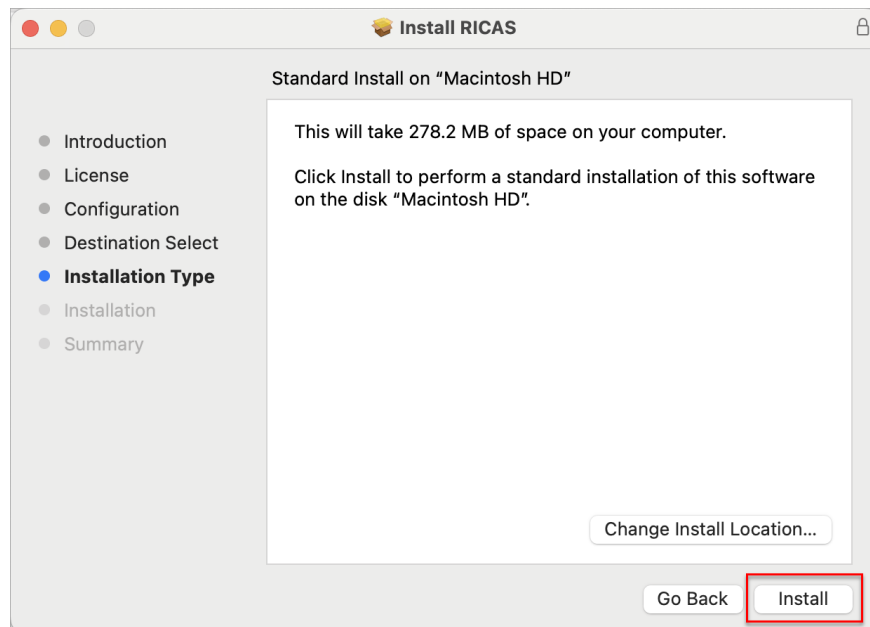 Install RICAS
Standard Install on “Macintosh HD”
Introduction
License
Configuration
Destination Select
Installation Type
Installation
Summary
This will take 278.2 MB of space on your computer.
Click Install to perform a standard installation of this software
on the disk “Macintosh HD”.
Change Install Location...
Go Back
Install